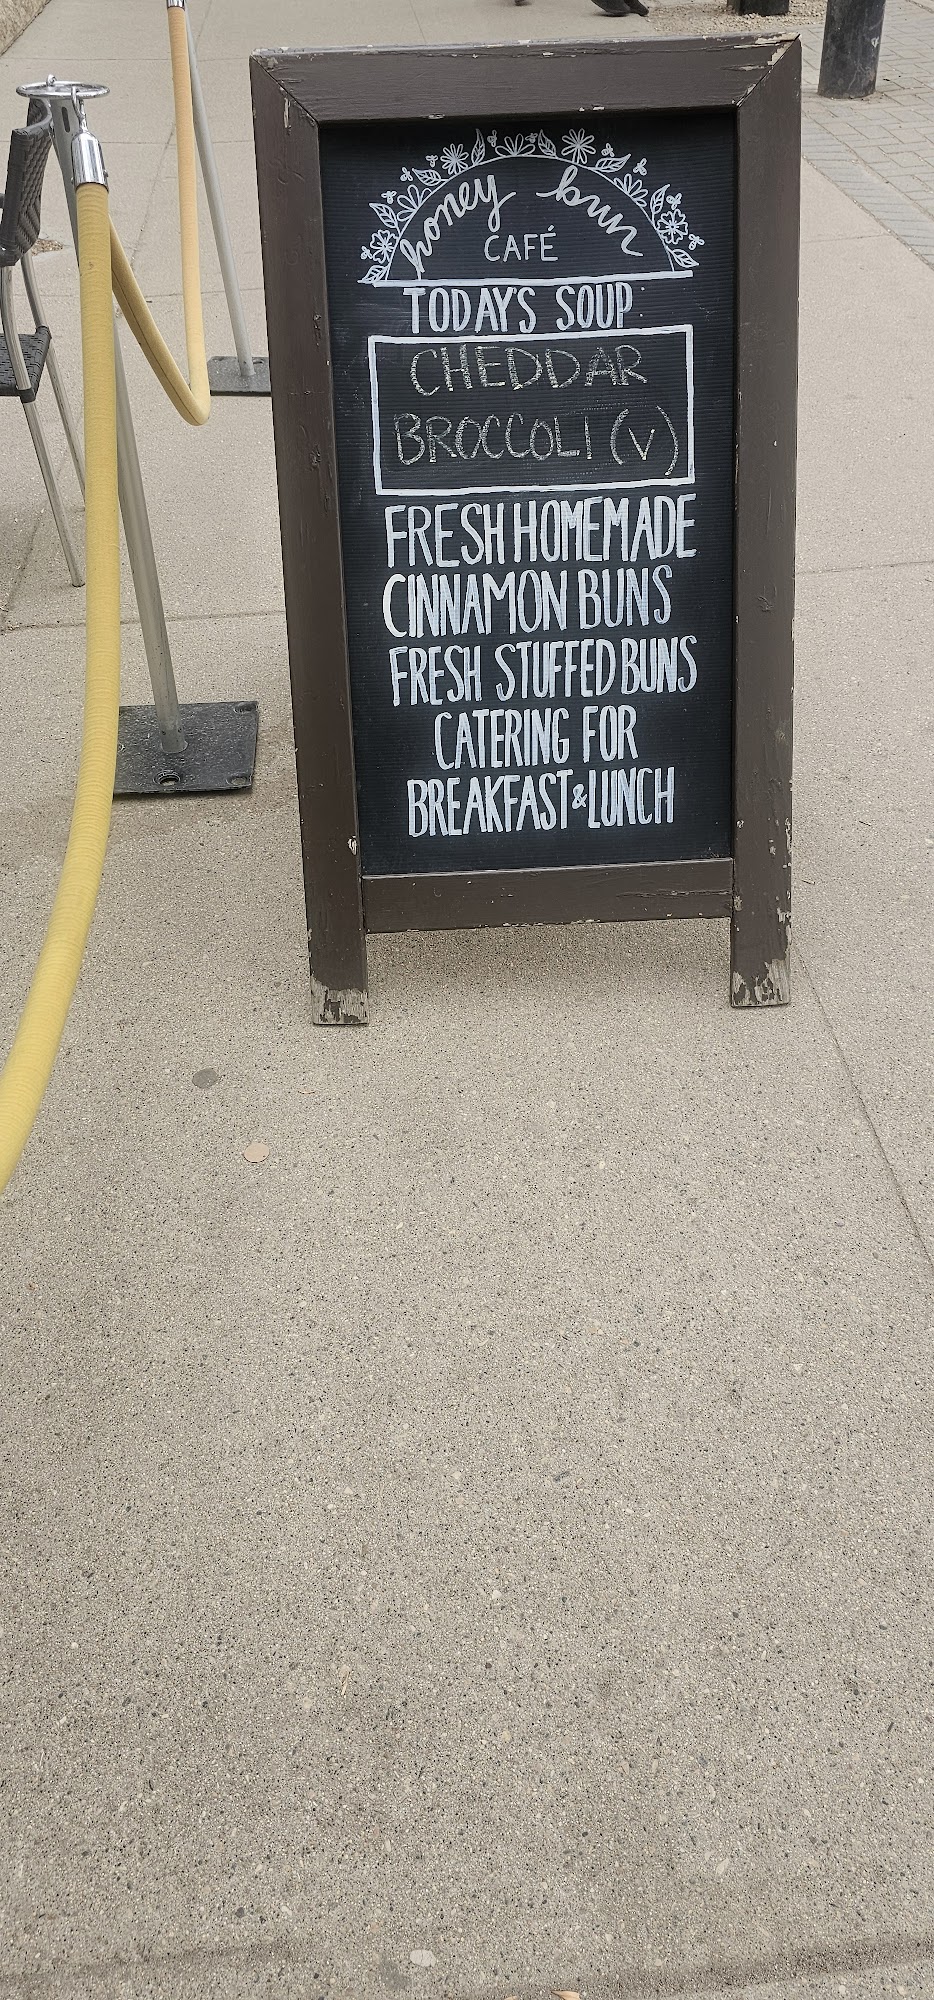 honey bun
CAFÉ
TODAY'S SOUP
CHEDDAR
BROCCOLI (V)
FRESH HOMEMADE
CINNAMON BUNS
FRESH STUFFED BUNS
CATERING FOR
BREAKFAST & LUNCH